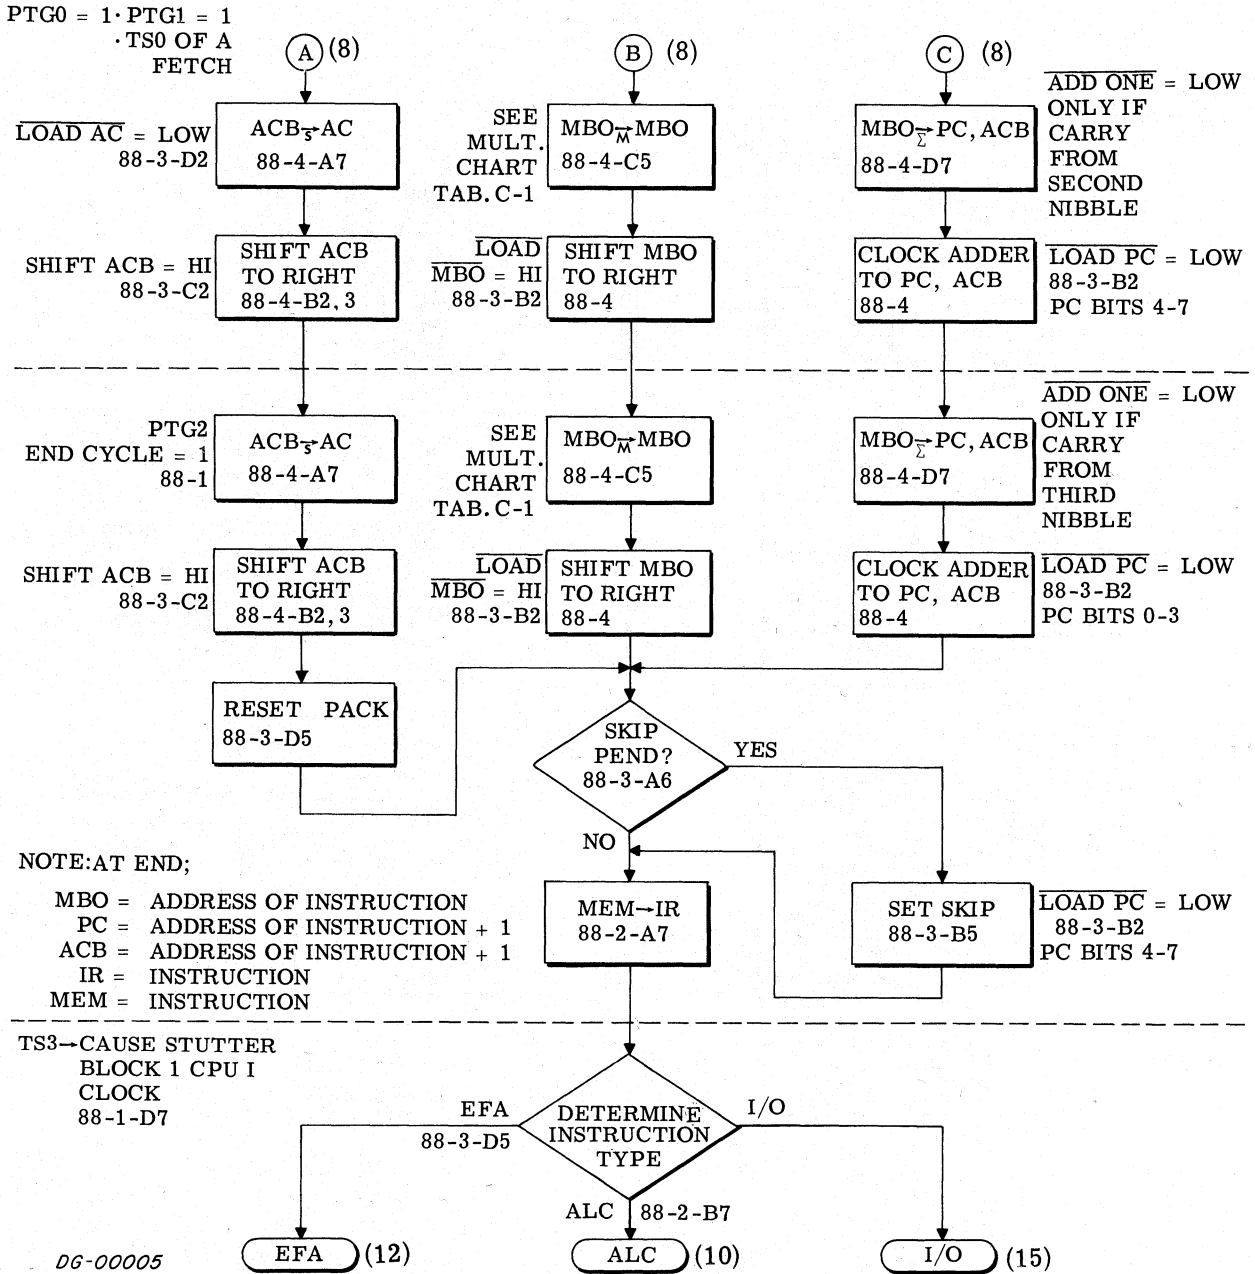 PTG0 = 1 · PTG1 = 1
· TS0 OF A
FETCH
A (8)
B (8)
C (8)
LOAD AC = LOW
88-3-D2
ACB→AC
S
88-4-A7
SEE
MULT.
CHART
TAB. C-1
MBO→MBO
M
88-4-C5
MBO→PC, ACB
Σ
88-4-D7
ADD ONE = LOW
ONLY IF
CARRY
FROM
SECOND
NIBBLE
SHIFT ACB = HI
88-3-C2
SHIFT ACB
TO RIGHT
88-4-B2, 3
LOAD
MBO = HI
88-3-B2
SHIFT MBO
TO RIGHT
88-4
CLOCK ADDER
TO PC, ACB
88-4
LOAD PC = LOW
88-3-B2
PC BITS 4-7
PTG2
END CYCLE = 1
88-1
ACB→AC
S
88-4-A7
SEE
MULT.
CHART
TAB. C-1
MBO→MBO
M
88-4-C5
MBO→PC, ACB
Σ
88-4-D7
ADD ONE = LOW
ONLY IF
CARRY
FROM
THIRD
NIBBLE
SHIFT ACB = HI
88-3-C2
SHIFT ACB
TO RIGHT
88-4-B2, 3
LOAD
MBO = HI
88-3-B2
SHIFT MBO
TO RIGHT
88-4
CLOCK ADDER
TO PC, ACB
88-4
LOAD PC = LOW
88-3-B2
PC BITS 0-3
RESET PACK
88-3-D5
SKIP
PEND?
88-3-A6
YES
NO
NOTE: AT END;
MBO = ADDRESS OF INSTRUCTION
PC = ADDRESS OF INSTRUCTION + 1
ACB = ADDRESS OF INSTRUCTION + 1
IR = INSTRUCTION
MEM = INSTRUCTION
MEM→IR
88-2-A7
SET SKIP
88-3-B5
LOAD PC = LOW
88-3-B2
PC BITS 4-7
TS3→CAUSE STUTTER
BLOCK 1 CPU I
CLOCK
88-1-D7
EFA
88-3-D5
DETERMINE
INSTRUCTION
TYPE
I/O
ALC 88-2-B7
DG-00005
EFA (12)
ALC (10)
I/O (15)